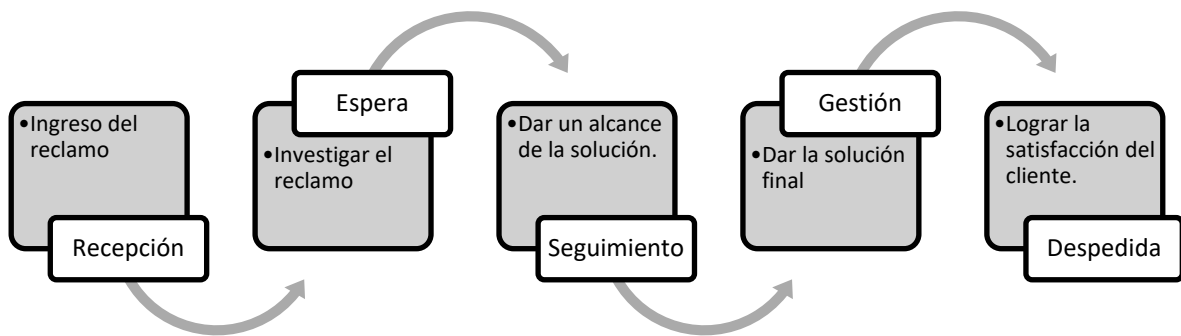 •Ingreso del
reclamo
Recepción
Espera
•Investigar el
reclamo
•Dar un alcance
de la solución.
Seguimiento
Gestión
•Dar la solución
final
•Lograr la
satisfacción del
cliente.
Despedida